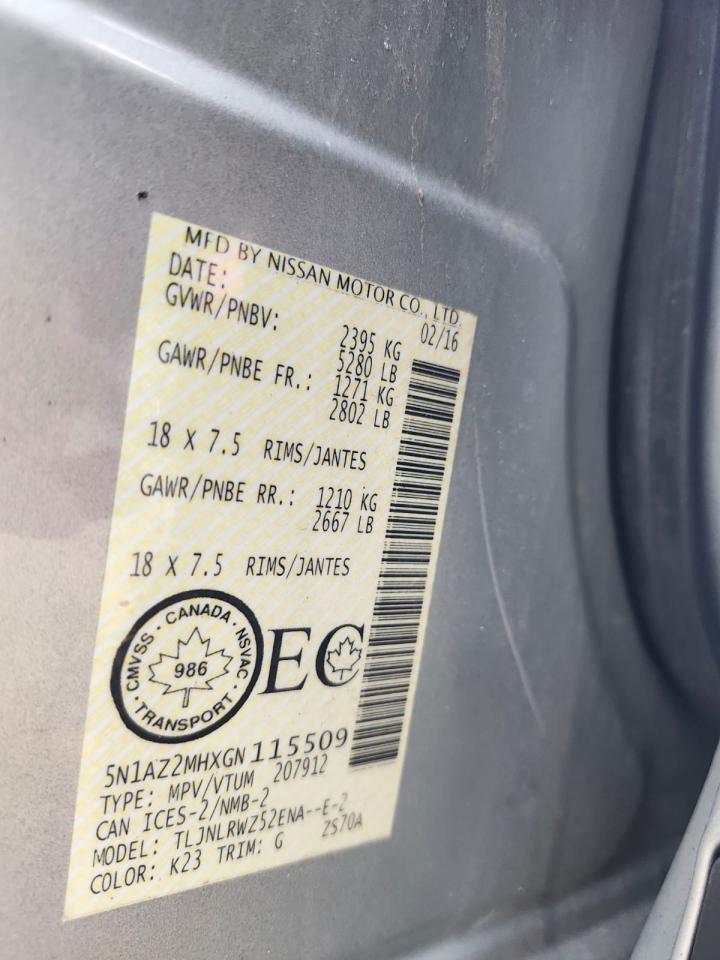 MFD BY NISSAN MOTOR CO., LTD.
DATE: 02/16
GVWR/PNBV: 2395 KG
5280 LB
GAWR/PNBE FR.: 1271 KG
2802 LB
18 X 7.5 RIMS/JANTES
GAWR/PNBE RR.: 1210 KG
2667 LB
18 X 7.5 RIMS/JANTES
CMVSS · CANADA · NSVAC · TRANSPORT ·
986
EC
5N1AZ2MHXGN115509
TYPE: MPV/VTUM 207912
CAN ICES-2/NMB-2
MODEL: TLJNLRWZ52ENA--E-2
COLOR: K23 TRIM: G ZS70A